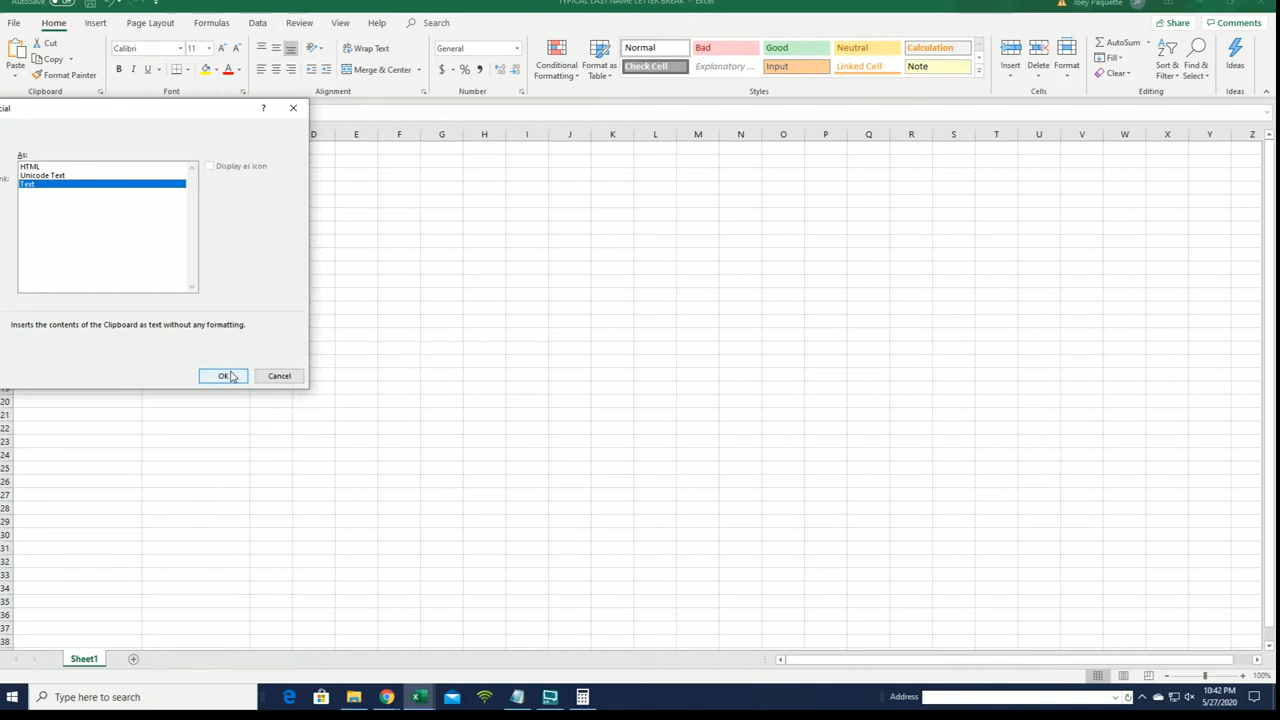 AutoSave Off TYPICAL LAST NAME LETTER BREAK - Excel Joey Paquette JP
File Home Insert Page Layout Formulas Data Review View Help Search Share Comments
Paste Cut Copy Format Painter Clipboard
Calibri 11 B I U A A A Font
Wrap Text Merge & Center Alignment
General $ % , Number
Conditional Formatting Format as Table
Normal Bad Good Neutral Calculation
Check Cell Explanatory ... Input Linked Cell Note
Styles
Insert Delete Format Cells
AutoSum Fill Clear Sort & Filter Find & Select Editing
Ideas Ideas
cial ?
As:
nk:
HTML
Unicode Text
Text
Display as icon
Inserts the contents of the Clipboard as text without any formatting.
OK Cancel
D E F G H I J K L M N O P Q R S T U V W X Y Z
20
21
22
23
24
25
26
27
28
29
30
31
32
33
34
35
36
37
38
Sheet1
100%
Type here to search Address 10:42 PM
5/27/2020